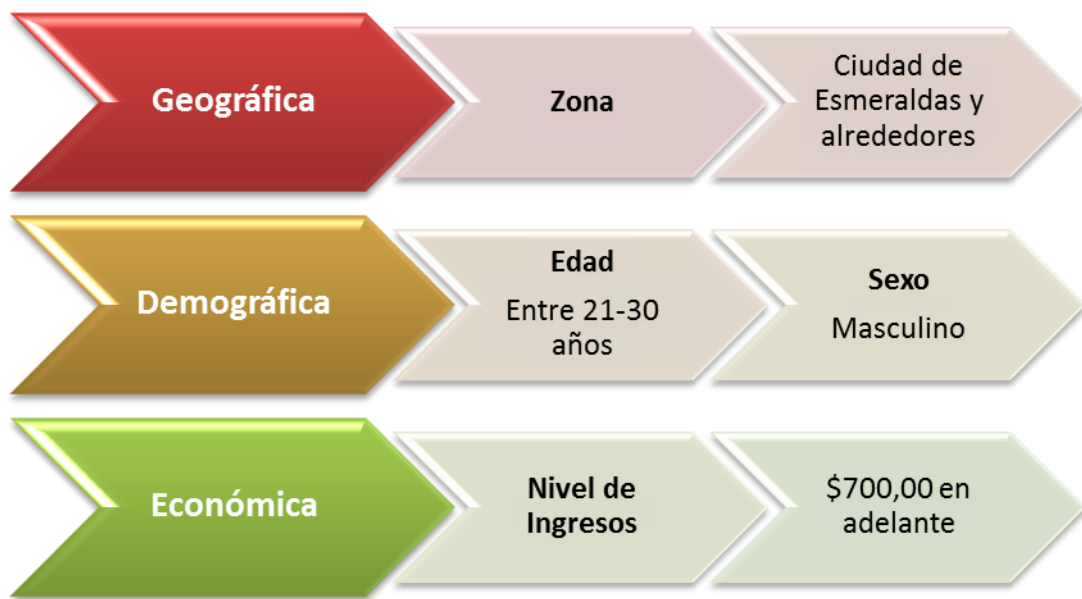 Geográfica
Zona
Ciudad de
Esmeraldas y
alrededores
Demográfica
Edad
Entre 21-30
años
Sexo
Masculino
Económica
Nivel de
Ingresos
$700,00 en
adelante